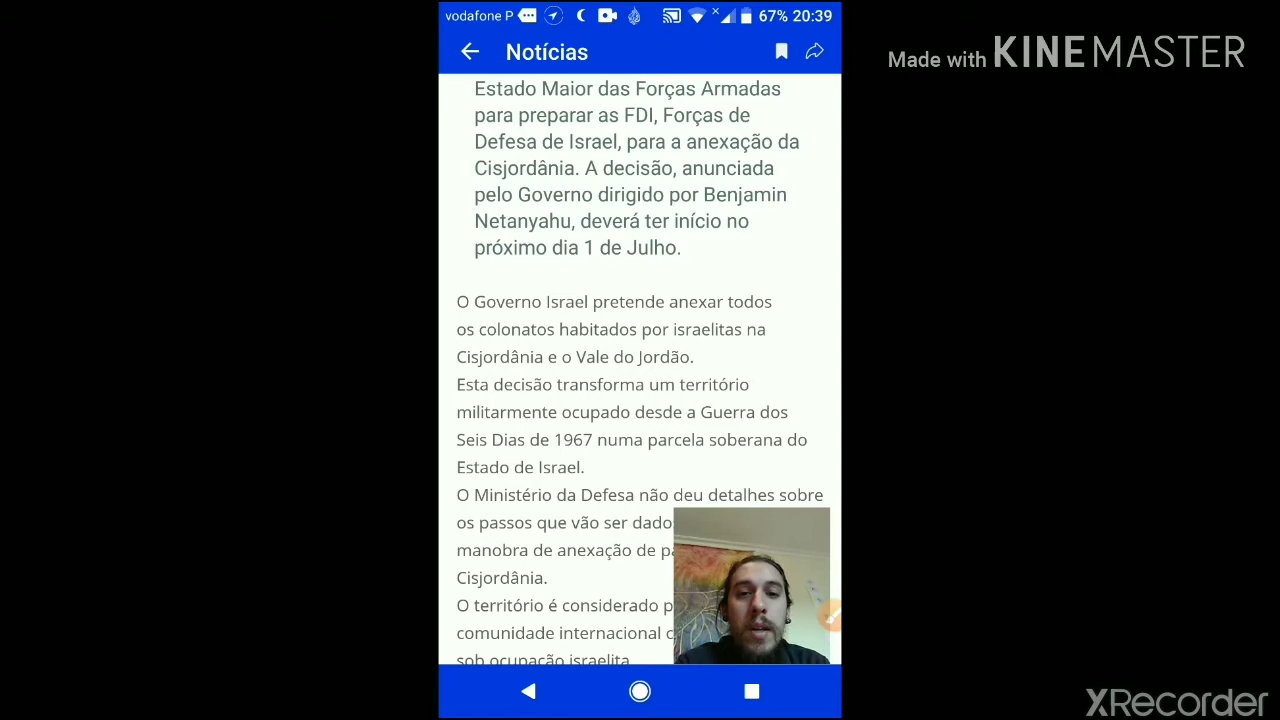 vodafone P
67% 20:39
Notícias
Made with KINEMASTER
Estado Maior das Forças Armadas
para preparar as FDI, Forças de
Defesa de Israel, para a anexação da
Cisjordânia. A decisão, anunciada
pelo Governo dirigido por Benjamin
Netanyahu, deverá ter início no
próximo dia 1 de Julho.
O Governo Israel pretende anexar todos
os colonatos habitados por israelitas na
Cisjordânia e o Vale do Jordão.
Esta decisão transforma um território
militarmente ocupado desde a Guerra dos
Seis Dias de 1967 numa parcela soberana do
Estado de Israel.
O Ministério da Defesa não deu detalhes sobre
os passos que vão ser
manobra de anexação de
Cisjordânia.
O território é considerado
comunidade internacional
sob ocupação israelita
XRecorder